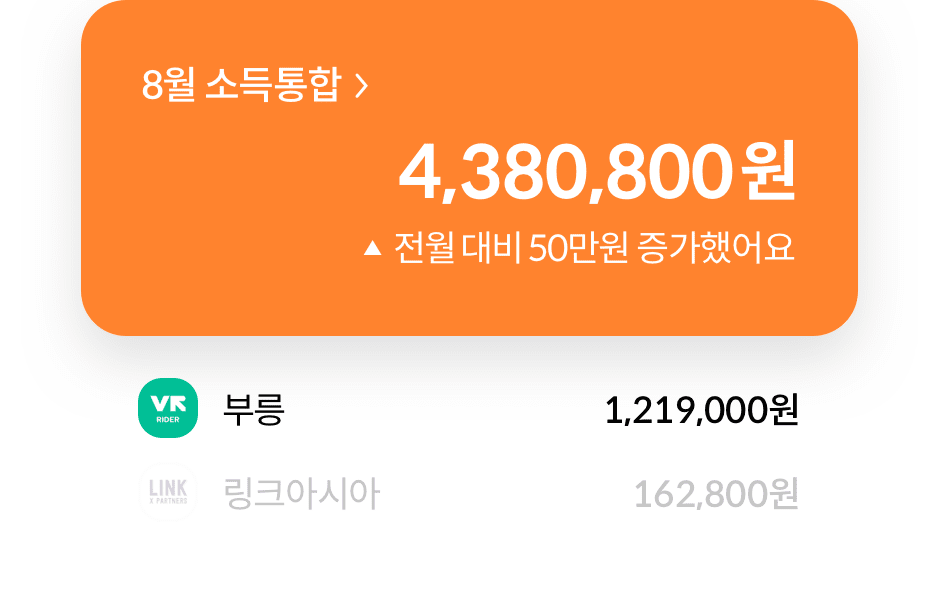 8월 소득통합 >
4,380,800원
▲ 전월 대비 50만원 증가했어요
VR RIDER 부릉 1,219,000원
LINK X PARTNERS 링크아시아 162,800원